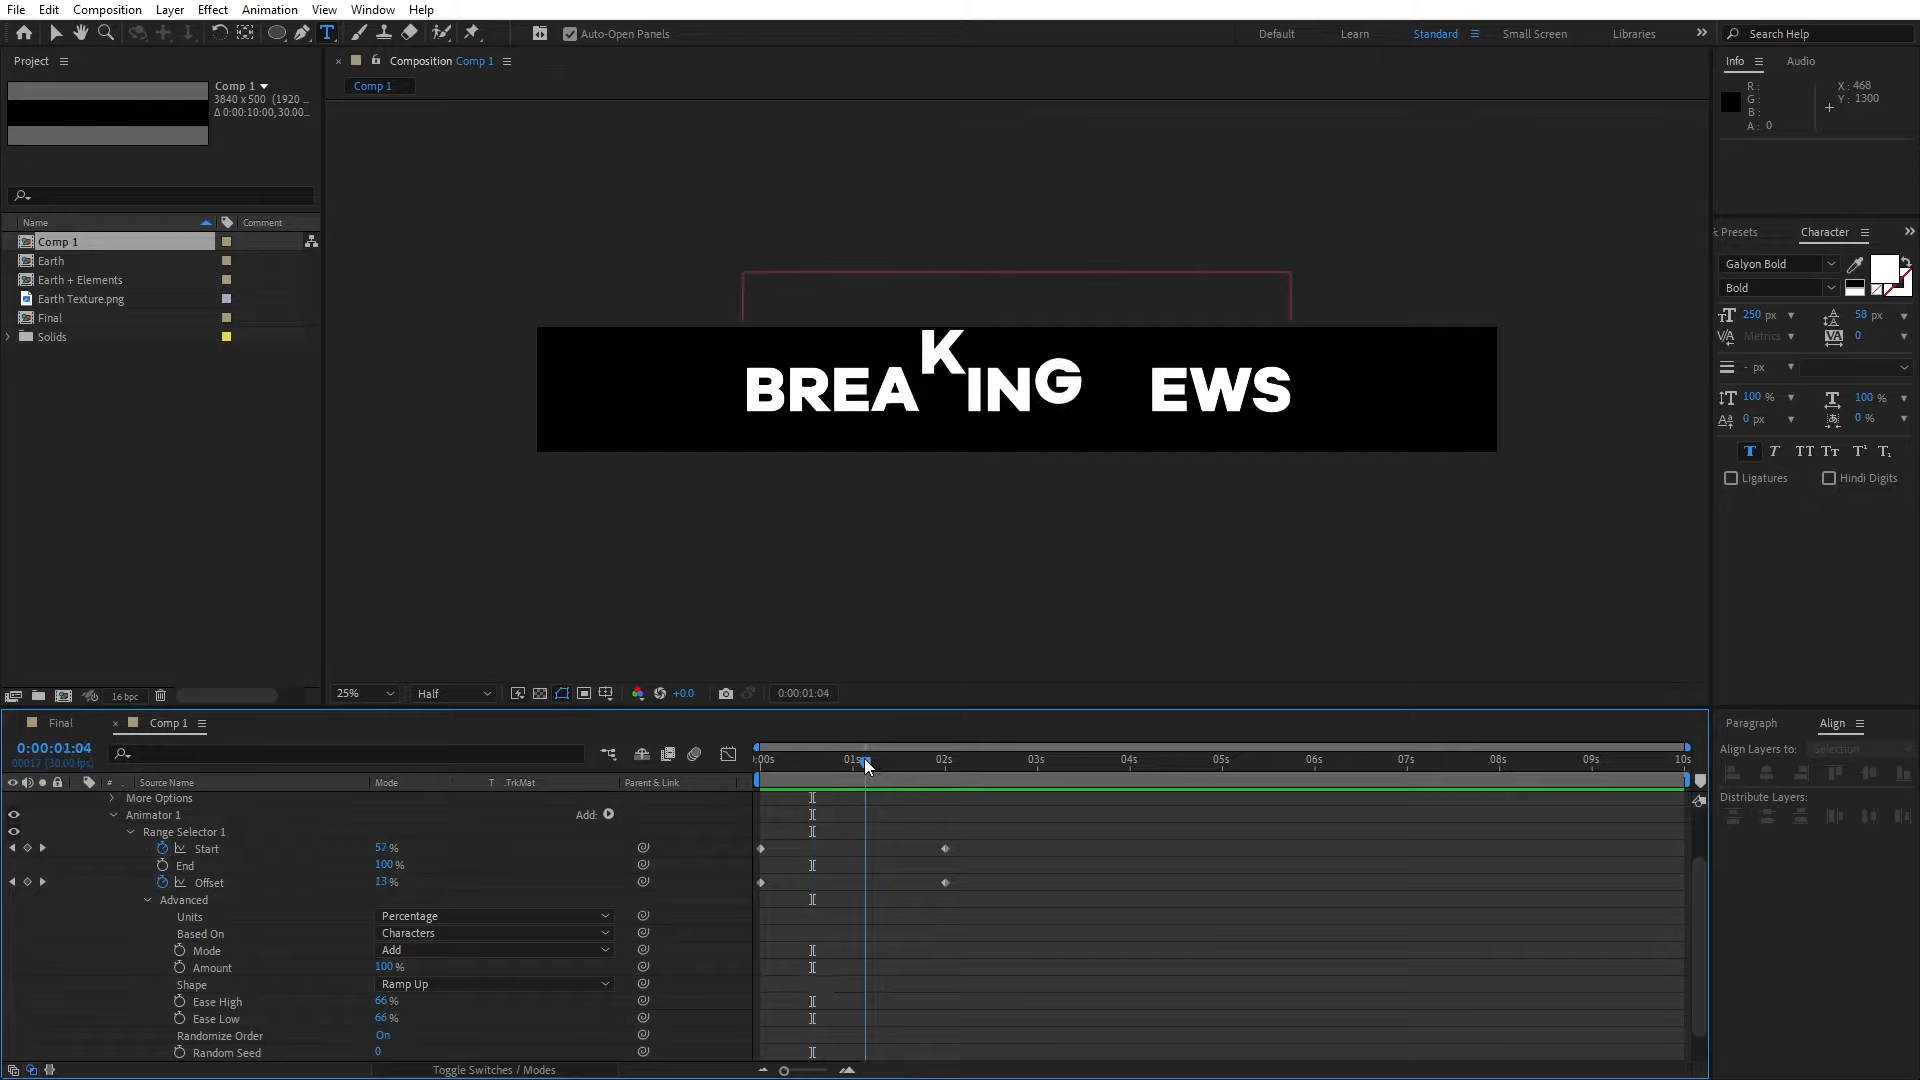 File Edit Composition Layer Effect Animation View Window Help
Auto-Open Panels Default Learn Standard Small Screen Libraries Search Help
Project
Comp 1
3840 x 500 (1920 ...
Δ 0:00:10:00, 30.00...
Name Comment
Comp 1
Earth
Earth + Elements
Earth Texture.png
Final
Solids
16 bpc
Composition Comp 1
Comp 1
BREAKING EWS
25% Half +0.0 0:00:01:04
Info Audio
R: X: 468
G: Y: 1300
B:
A: 0
Presets Character
Galyon Bold
Bold
250 px 58 px
Metrics 0
- px
100 % 100 %
0 px 0 %
T T TT Tт T¹ T₁
Ligatures Hindi Digits
Final Comp 1
0:00:01:04
Source Name Mode T .TrkMat Parent & Link
:00s 01s 02s 03s 04s 05s 06s 07s 08s 09s 10s
More Options
Animator 1 Add:
Range Selector 1
Start 57 %
End 100 %
Offset 13 %
Advanced
Units Percentage
Based On Characters
Mode Add
Amount 100 %
Shape Ramp Up
Ease High 66 %
Ease Low 66 %
Randomize Order On
Random Seed 0
Toggle Switches / Modes
Paragraph Align
Align Layers to: Selection
Distribute Layers: